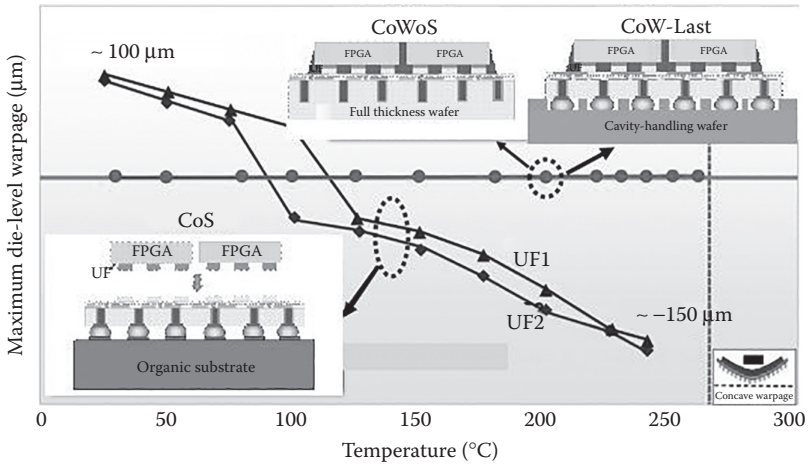 CoWoS
CoW-Last
~ 100 µm
FPGA
FPGA
FPGA
FPGA
UF
UF
Full thickness wafer
Cavity-handling wafer
Maximum die-level warpage (µm)
CoS
FPGA
FPGA
UF
Organic substrate
UF1
UF2
~ −150 µm
Concave warpage
0
50
100
150
200
250
300
Temperature (°C)